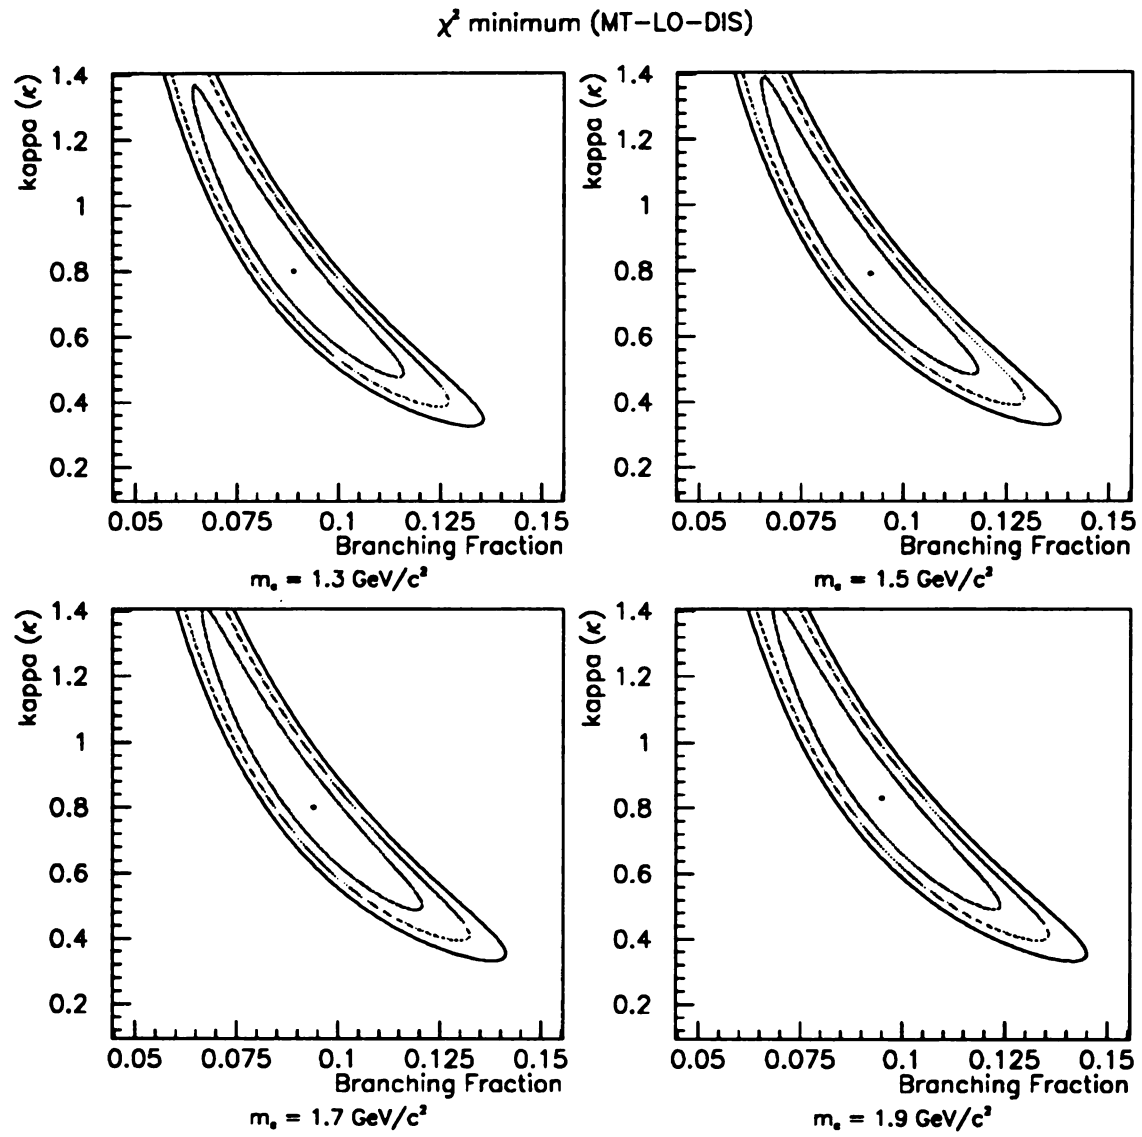 χ² minimum (MT-LO-DIS)
kappa (κ)
1.4
1.2
1
0.8
0.6
0.4
0.2
0.05 0.075 0.1 0.125 0.15
Branching Fraction
m_c = 1.3 GeV/c²
kappa (κ)
1.4
1.2
1
0.8
0.6
0.4
0.2
0.05 0.075 0.1 0.125 0.15
Branching Fraction
m_c = 1.5 GeV/c²
kappa (κ)
1.4
1.2
1
0.8
0.6
0.4
0.2
0.05 0.075 0.1 0.125 0.15
Branching Fraction
m_c = 1.7 GeV/c²
kappa (κ)
1.4
1.2
1
0.8
0.6
0.4
0.2
0.05 0.075 0.1 0.125 0.15
Branching Fraction
m_c = 1.9 GeV/c²